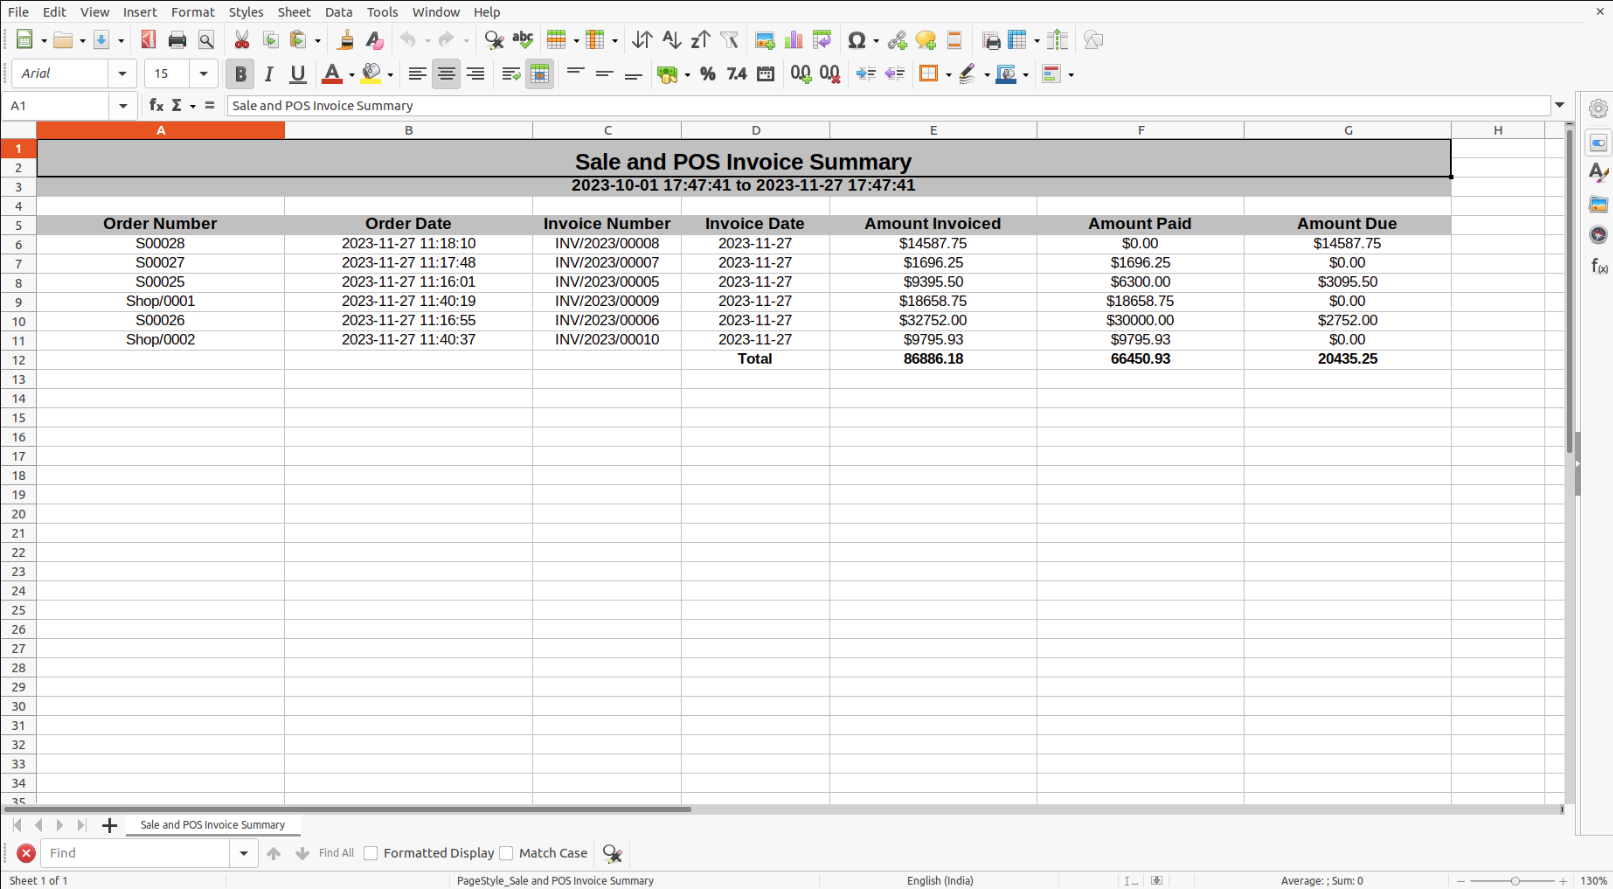 File Edit View Insert Format Styles Sheet Data Tools Window Help
Arial 15
A1 Sale and POS Invoice Summary
A B C D E F G H
1
2 Sale and POS Invoice Summary
3 2023-10-01 17:47:41 to 2023-11-27 17:47:41
4
5 Order Number Order Date Invoice Number Invoice Date Amount Invoiced Amount Paid Amount Due
6 S00028 2023-11-27 11:18:10 INV/2023/00008 2023-11-27 $14587.75 $0.00 $14587.75
7 S00027 2023-11-27 11:17:48 INV/2023/00007 2023-11-27 $1696.25 $1696.25 $0.00
8 S00025 2023-11-27 11:16:01 INV/2023/00005 2023-11-27 $9395.50 $6300.00 $3095.50
9 Shop/0001 2023-11-27 11:40:19 INV/2023/00009 2023-11-27 $18658.75 $18658.75 $0.00
10 S00026 2023-11-27 11:16:55 INV/2023/00006 2023-11-27 $32752.00 $30000.00 $2752.00
11 Shop/0002 2023-11-27 11:40:37 INV/2023/00010 2023-11-27 $9795.93 $9795.93 $0.00
12 Total 86886.18 66450.93 20435.25
13
14
15
16
17
18
19
20
21
22
23
24
25
26
27
28
29
30
31
32
33
34
35
Sale and POS Invoice Summary
Find Find All Formatted Display Match Case
Sheet 1 of 1 PageStyle_Sale and POS Invoice Summary English (India) Average: ; Sum: 0 130%